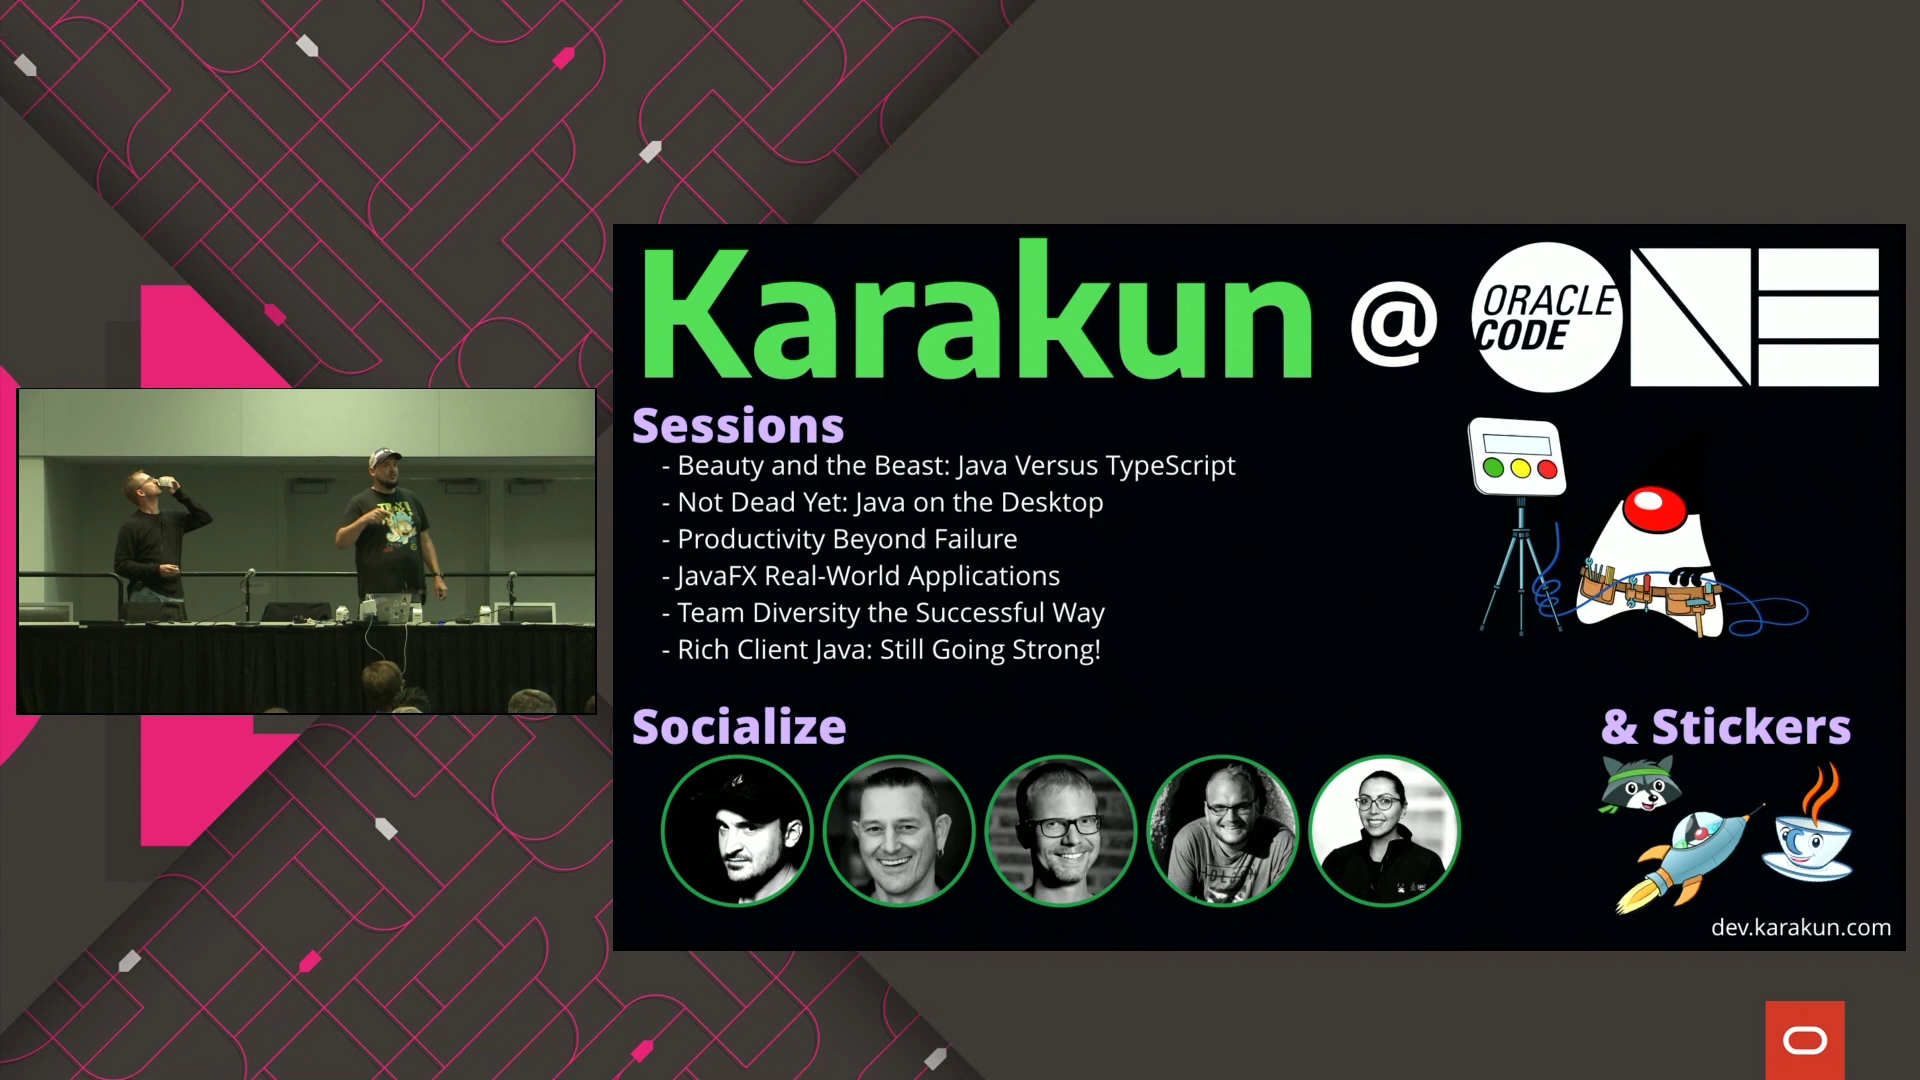 Karakun @ ORACLE CODE ONE
Sessions
- Beauty and the Beast: Java Versus TypeScript
- Not Dead Yet: Java on the Desktop
- Productivity Beyond Failure
- JavaFX Real-World Applications
- Team Diversity the Successful Way
- Rich Client Java: Still Going Strong!
Socialize
& Stickers
dev.karakun.com